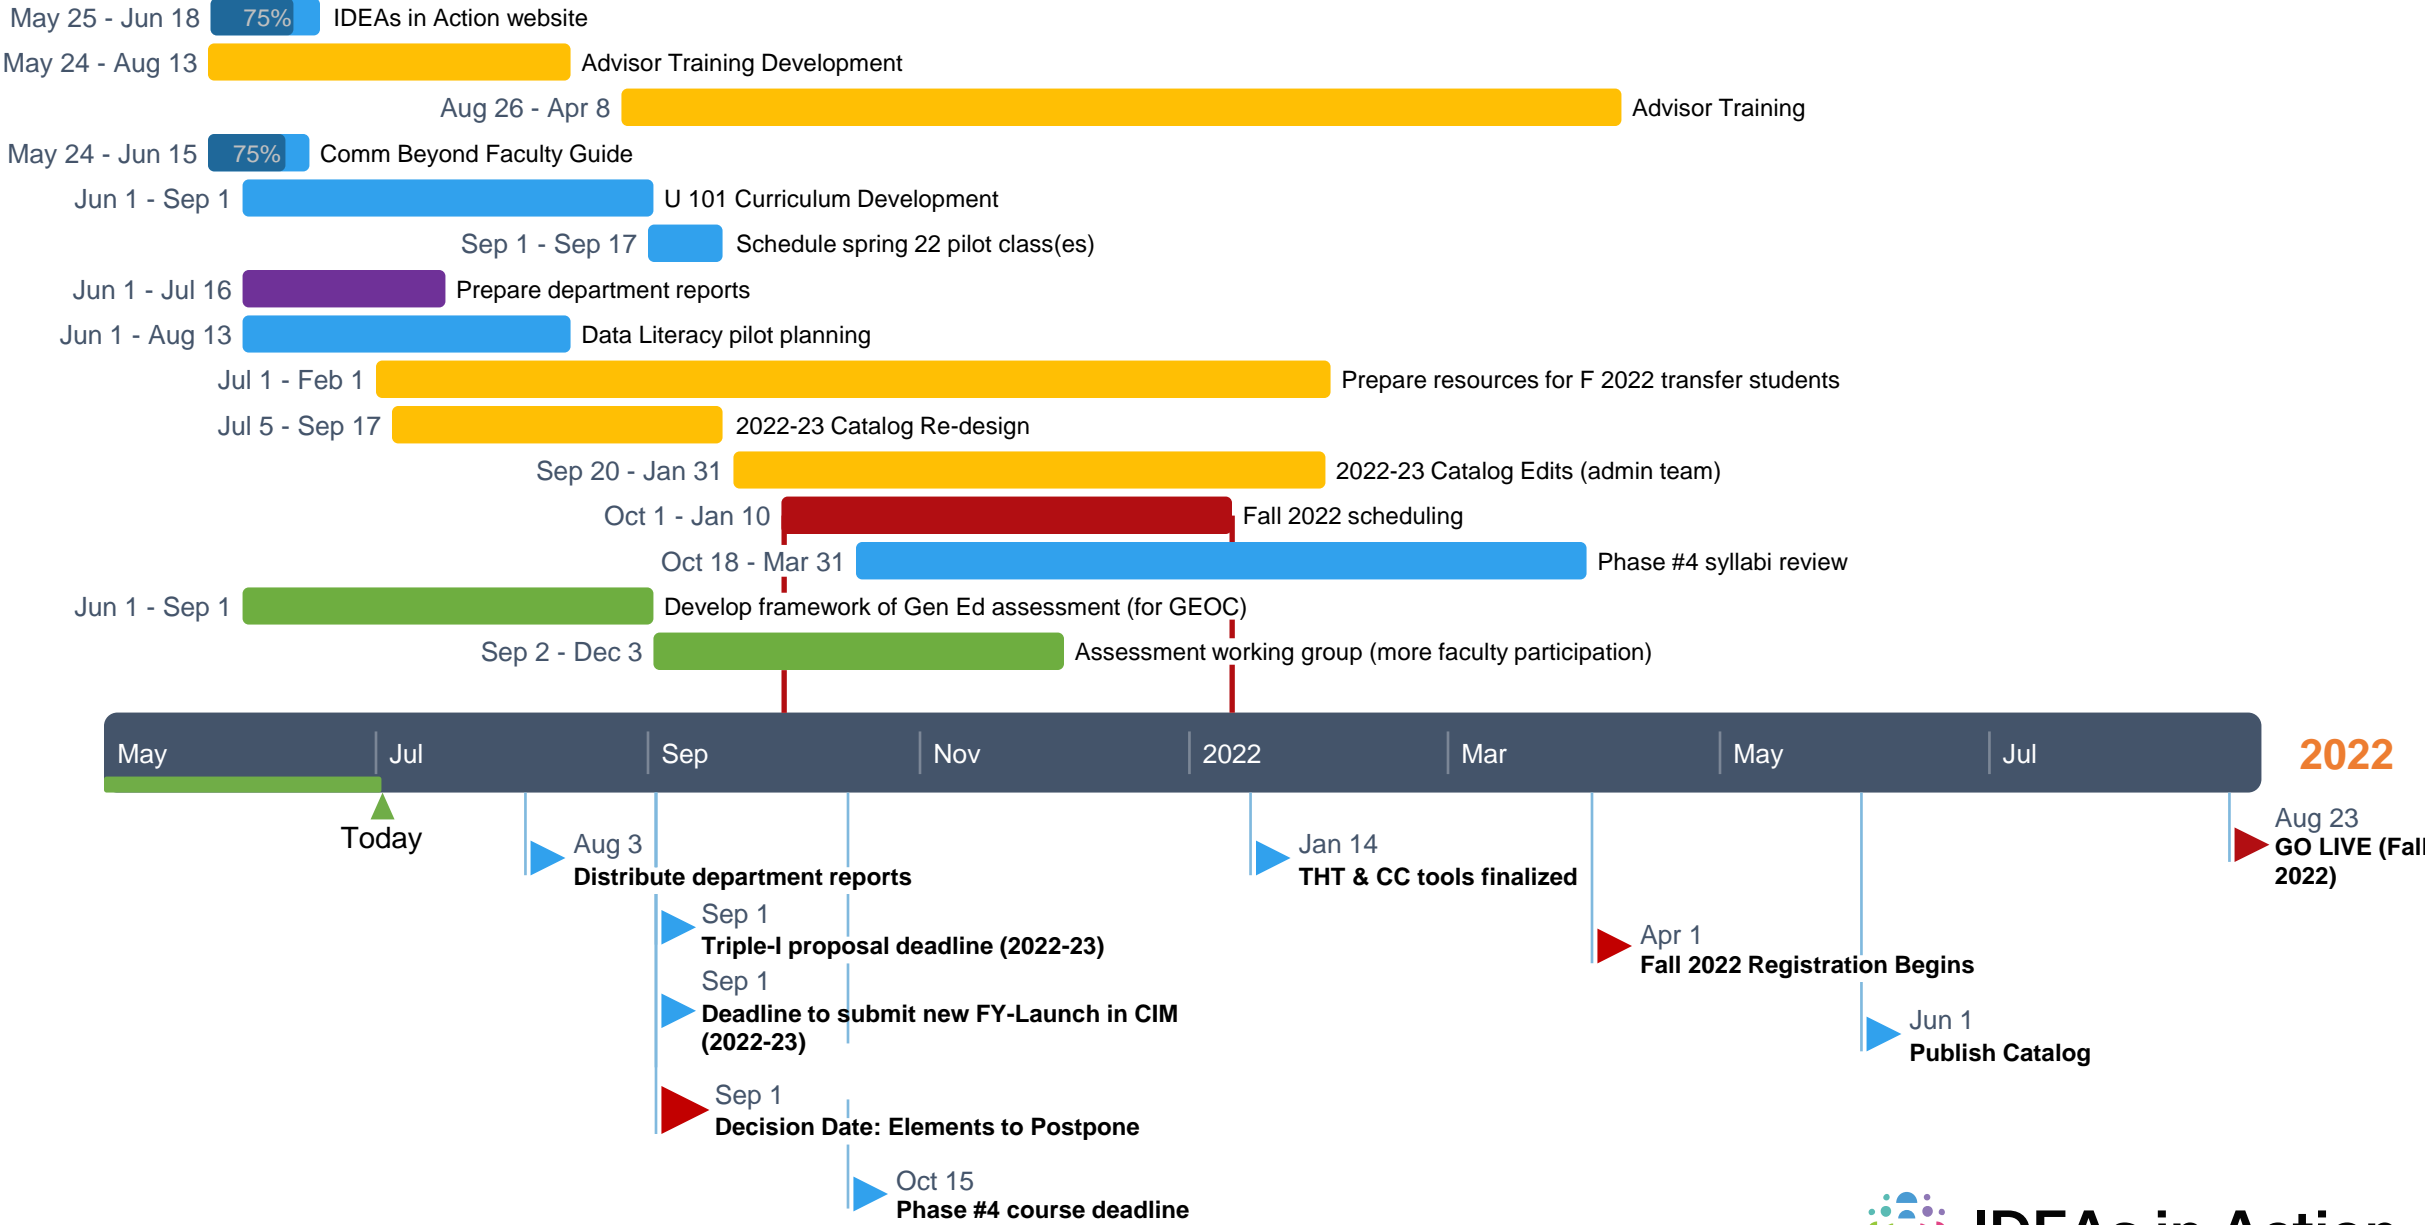 May 25 - Jun 18 75% IDEAs in Action website
May 24 - Aug 13 Advisor Training Development
Aug 26 - Apr 8 Advisor Training
May 24 - Jun 15 75% Comm Beyond Faculty Guide
Jun 1 - Sep 1 U 101 Curriculum Development
Sep 1 - Sep 17 Schedule spring 22 pilot class(es)
Jun 1 - Jul 16 Prepare department reports
Jun 1 - Aug 13 Data Literacy pilot planning
Jul 1 - Feb 1 Prepare resources for F 2022 transfer students
Jul 5 - Sep 17 2022-23 Catalog Re-design
Sep 20 - Jan 31 2022-23 Catalog Edits (admin team)
Oct 1 - Jan 10 Fall 2022 scheduling
Oct 18 - Mar 31 Phase #4 syllabi review
Jun 1 - Sep 1 Develop framework of Gen Ed assessment (for GEOC)
Sep 2 - Dec 3 Assessment working group (more faculty participation)
May Jul Sep Nov 2022 Mar May Jul 2022
Today
Aug 3
Distribute department reports
Sep 1
Triple-I proposal deadline (2022-23)
Sep 1
Deadline to submit new FY-Launch in CIM
(2022-23)
Sep 1
Decision Date: Elements to Postpone
Oct 15
Phase #4 course deadline
Jan 14
THT & CC tools finalized
Apr 1
Fall 2022 Registration Begins
Jun 1
Publish Catalog
Aug 23
GO LIVE (Fall
2022)
IDEAs in Action